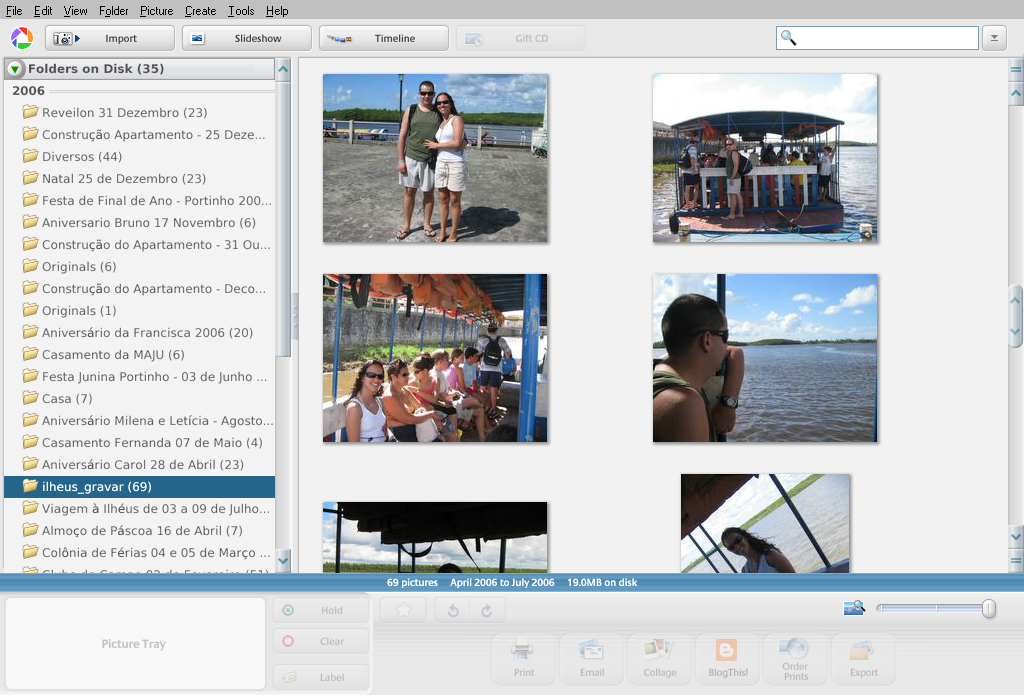 File Edit View Folder Picture Create Tools Help
Import Slideshow Timeline Gift CD
Folders on Disk (35)
2006
Reveilon 31 Dezembro (23)
Construção Apartamento - 25 Deze...
Diversos (44)
Natal 25 de Dezembro (23)
Festa de Final de Ano - Portinho 200...
Aniversario Bruno 17 Novembro (6)
Construção do Apartamento - 31 Ou...
Originals (6)
Construção do Apartamento - Deco...
Originals (1)
Aniversário da Francisca 2006 (20)
Casamento da MAJU (6)
Festa Junina Portinho - 03 de Junho ...
Casa (7)
Aniversário Milena e Letícia - Agosto...
Casamento Fernanda 07 de Maio (4)
Aniversário Carol 28 de Abril (23)
ilheus_gravar (69)
Viagem à Ilhéus de 03 a 09 de Julho...
Almoço de Páscoa 16 de Abril (7)
Colônia de Férias 04 e 05 de Março ...
69 pictures April 2006 to July 2006 19.0MB on disk
Picture Tray
Hold
Clear
Label
Print
Email
Collage
BlogThis!
Order
Prints
Export